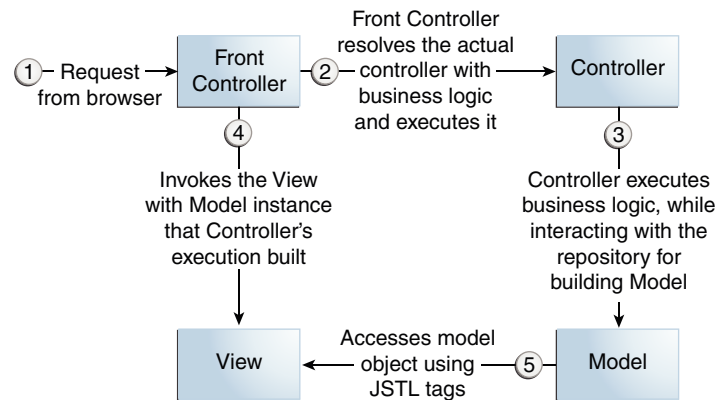 1
Request
from browser
Front
Controller
2
Front Controller
resolves the actual
controller with
business logic
and executes it
Controller
3
Controller executes
business logic, while
interacting with the
repository for
building Model
4
Invokes the View
with Model instance
that Controller's
execution built
View
Accesses model
object using
JSTL tags
5
Model